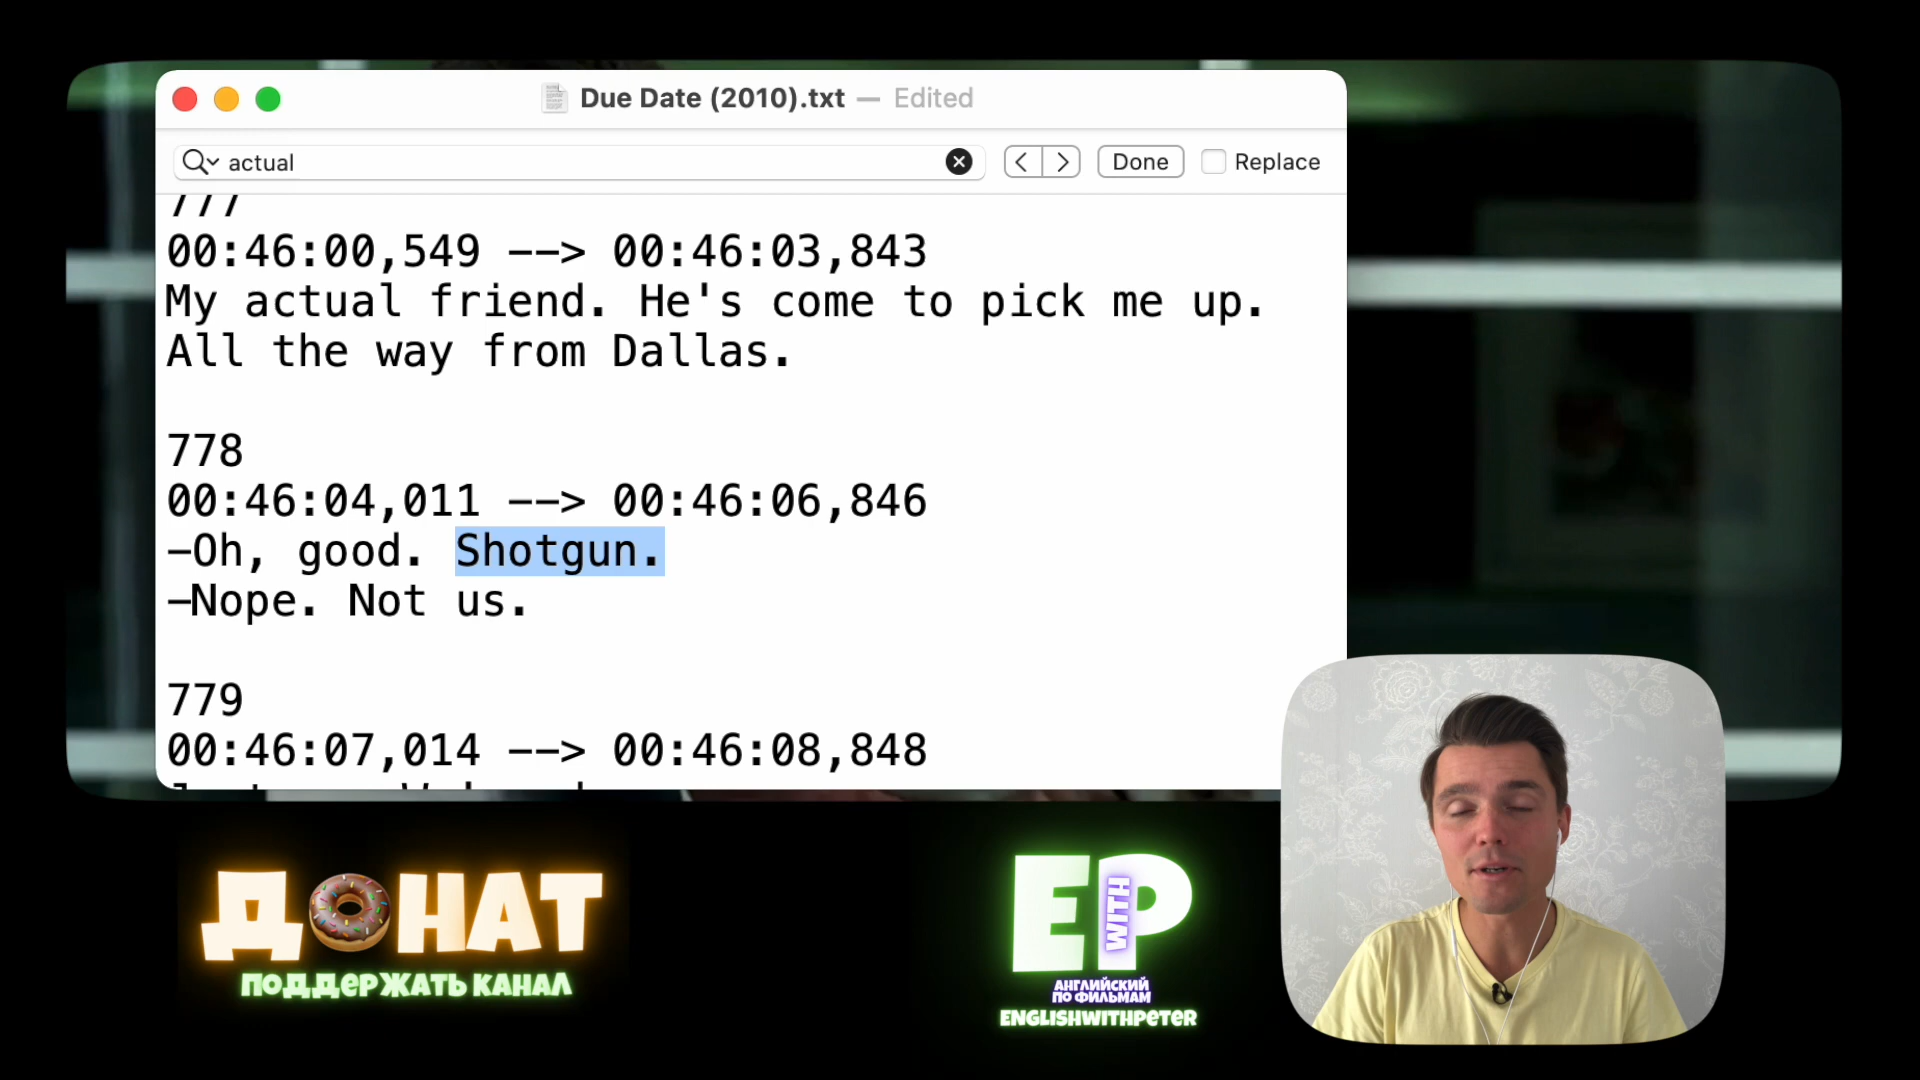 Due Date (2010).txt — Edited
actual
Done
Replace
777
00:46:00,549 --> 00:46:03,843
My actual friend. He's come to pick me up.
All the way from Dallas.
778
00:46:04,011 --> 00:46:06,846
-Oh, good. Shotgun.
-Nope. Not us.
779
00:46:07,014 --> 00:46:08,848
ДОНАТ
ПОДДЕРЖАТЬ КАНАЛ
EP
WITH
АНГЛИЙСКИЙ
ПО ФИЛЬМАМ
ENGLISHWITHPETER